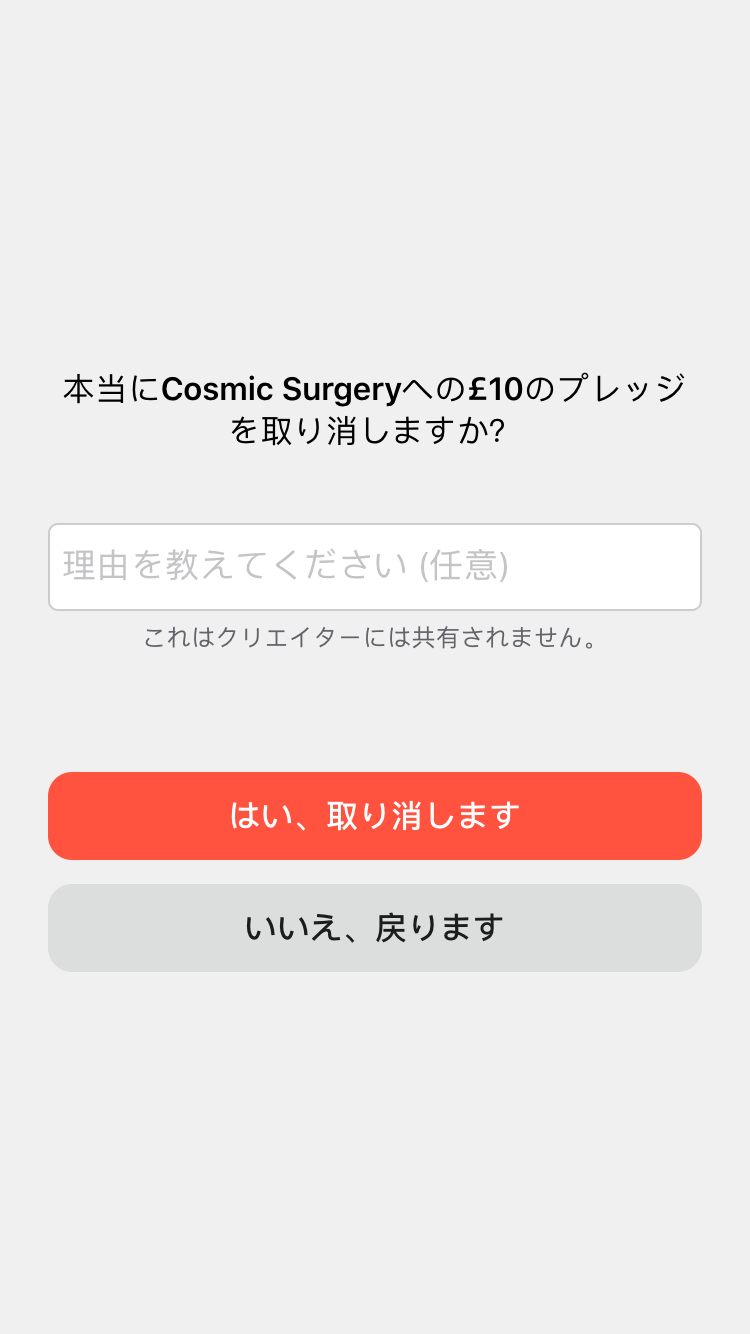 本当にCosmic Surgeryへの£10のプレッジ
を取り消しますか?
理由を教えてください (任意)
これはクリエイターには共有されません。
はい、取り消します
いいえ、戻ります